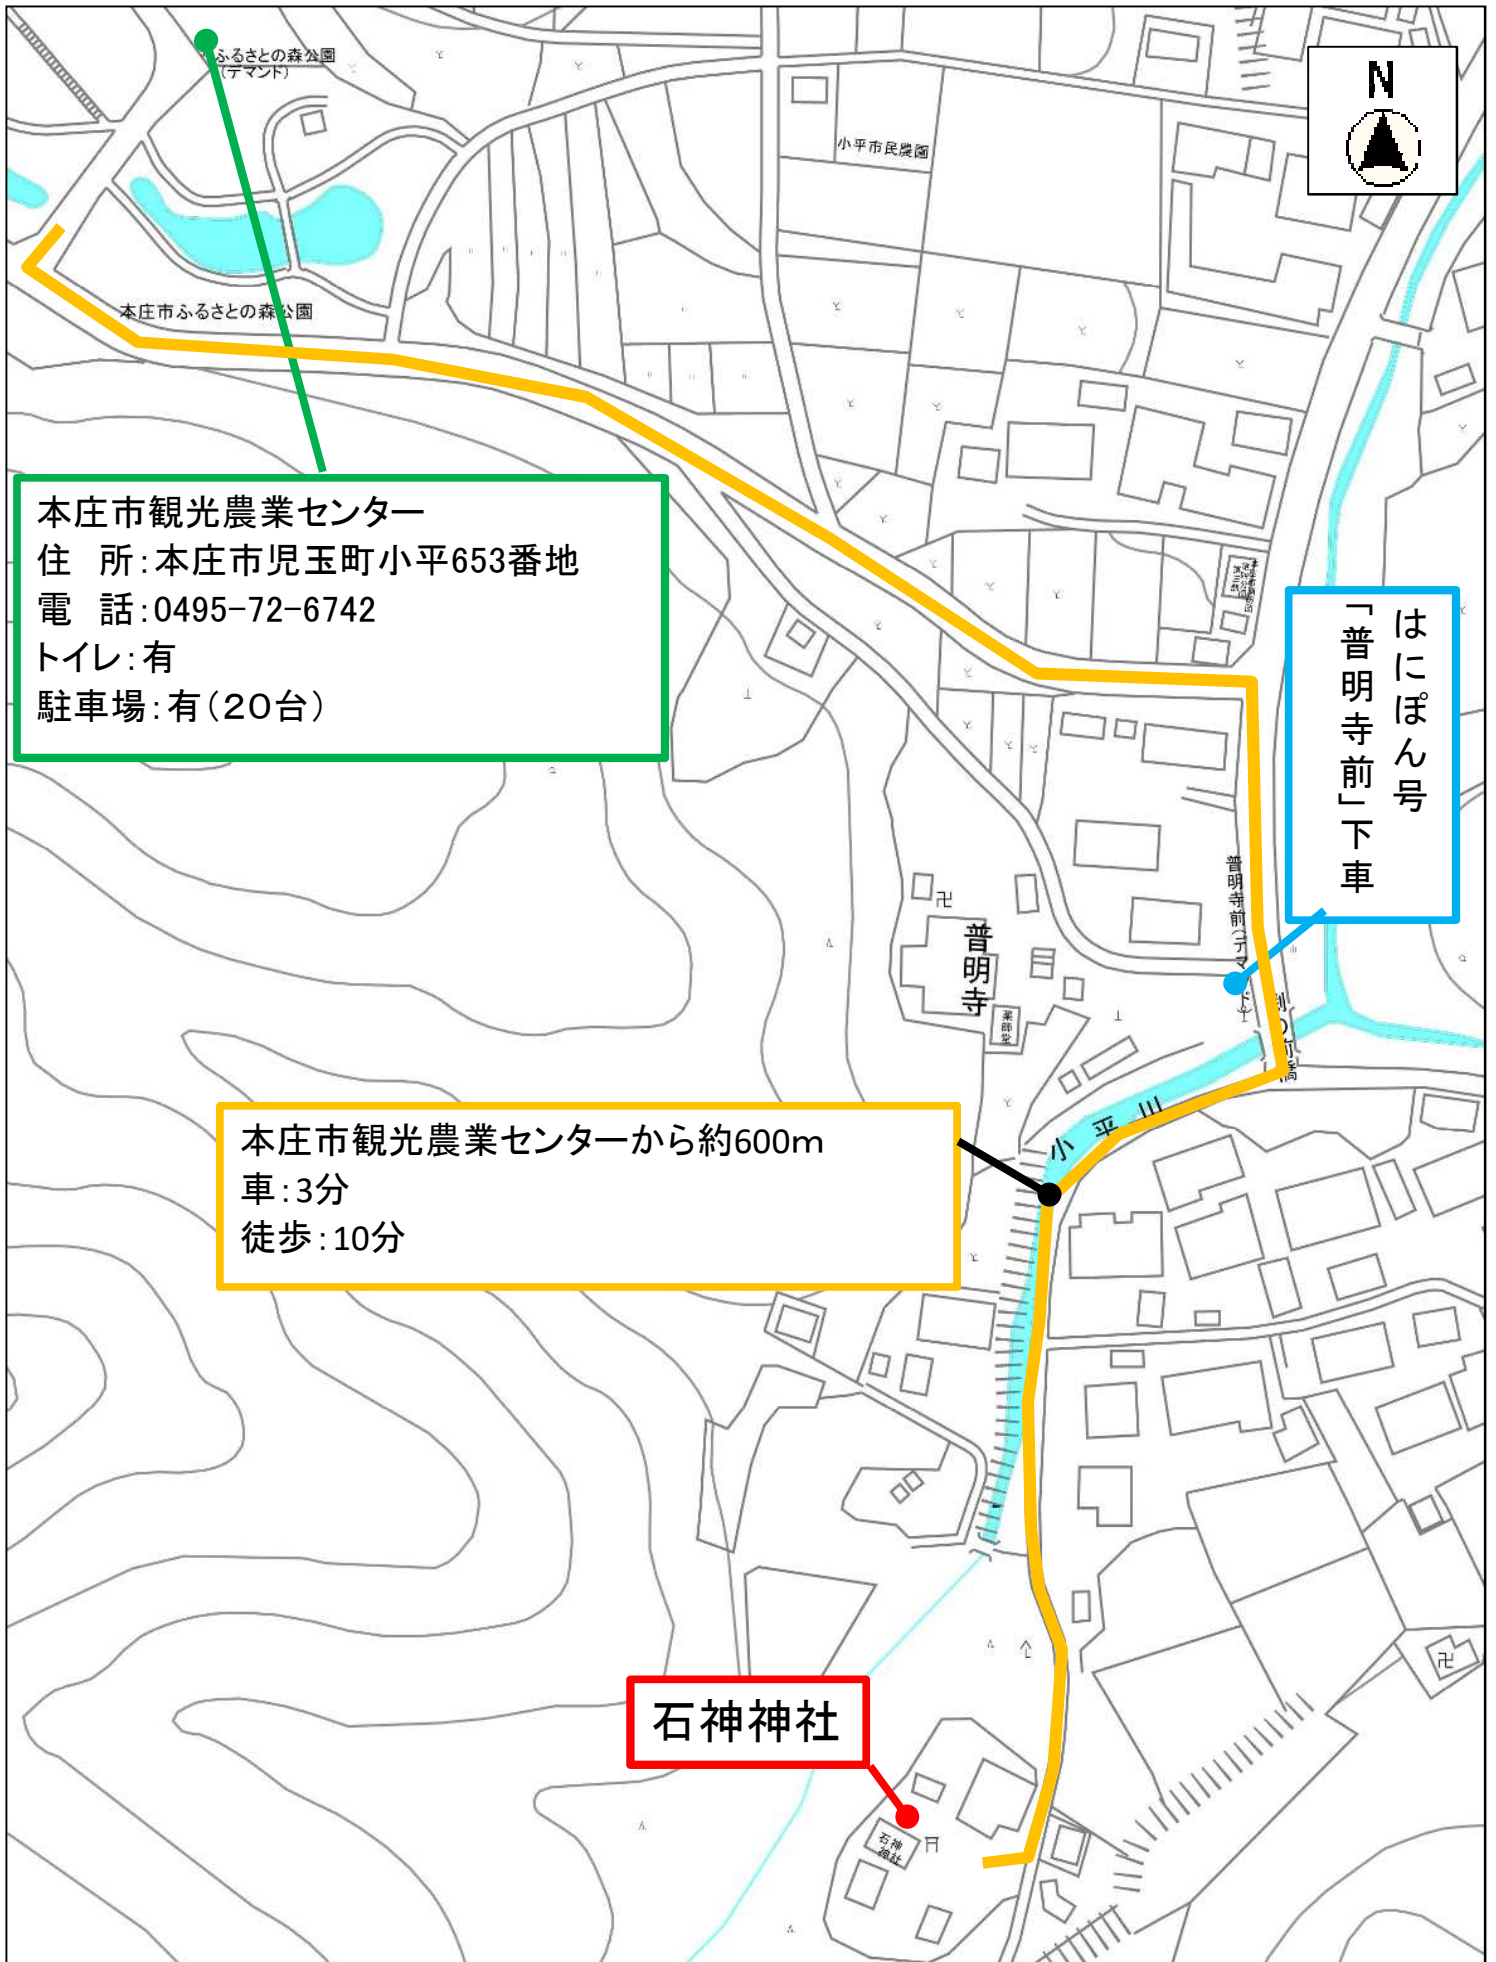 ふるさとの森公園
(デマンド)
N
小平市民農園
本庄市ふるさとの森公園
本庄市観光農業センター
住　所：本庄市児玉町小平653番地
電　話：0495-72-6742
トイレ：有
駐車場：有（２０台）
はにぽん号
「普明寺前」下車
普明寺前(デマンド)
卍
普明寺
薬師堂
小平川
本庄市観光農業センターから約600m
車：3分
徒歩：10分
卍
石神神社
石神
神社